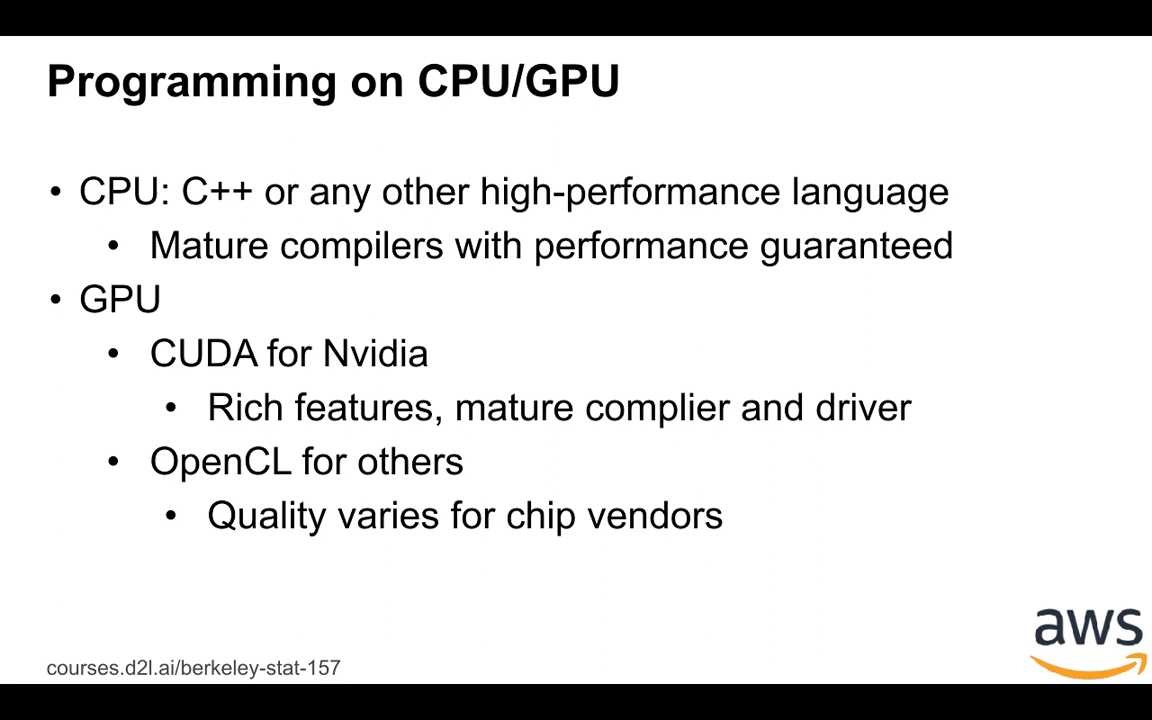 Programming on CPU/GPU
• CPU: C++ or any other high-performance language
• Mature compilers with performance guaranteed
• GPU
• CUDA for Nvidia
• Rich features, mature complier and driver
• OpenCL for others
• Quality varies for chip vendors
aws
courses.d2l.ai/berkeley-stat-157